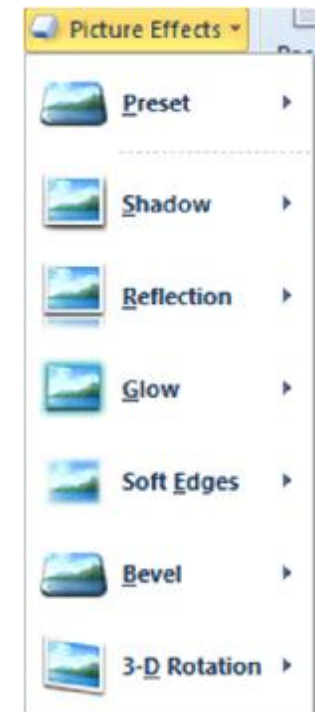 Picture Effects
Preset
Shadow
Reflection
Glow
Soft Edges
Bevel
3-D Rotation